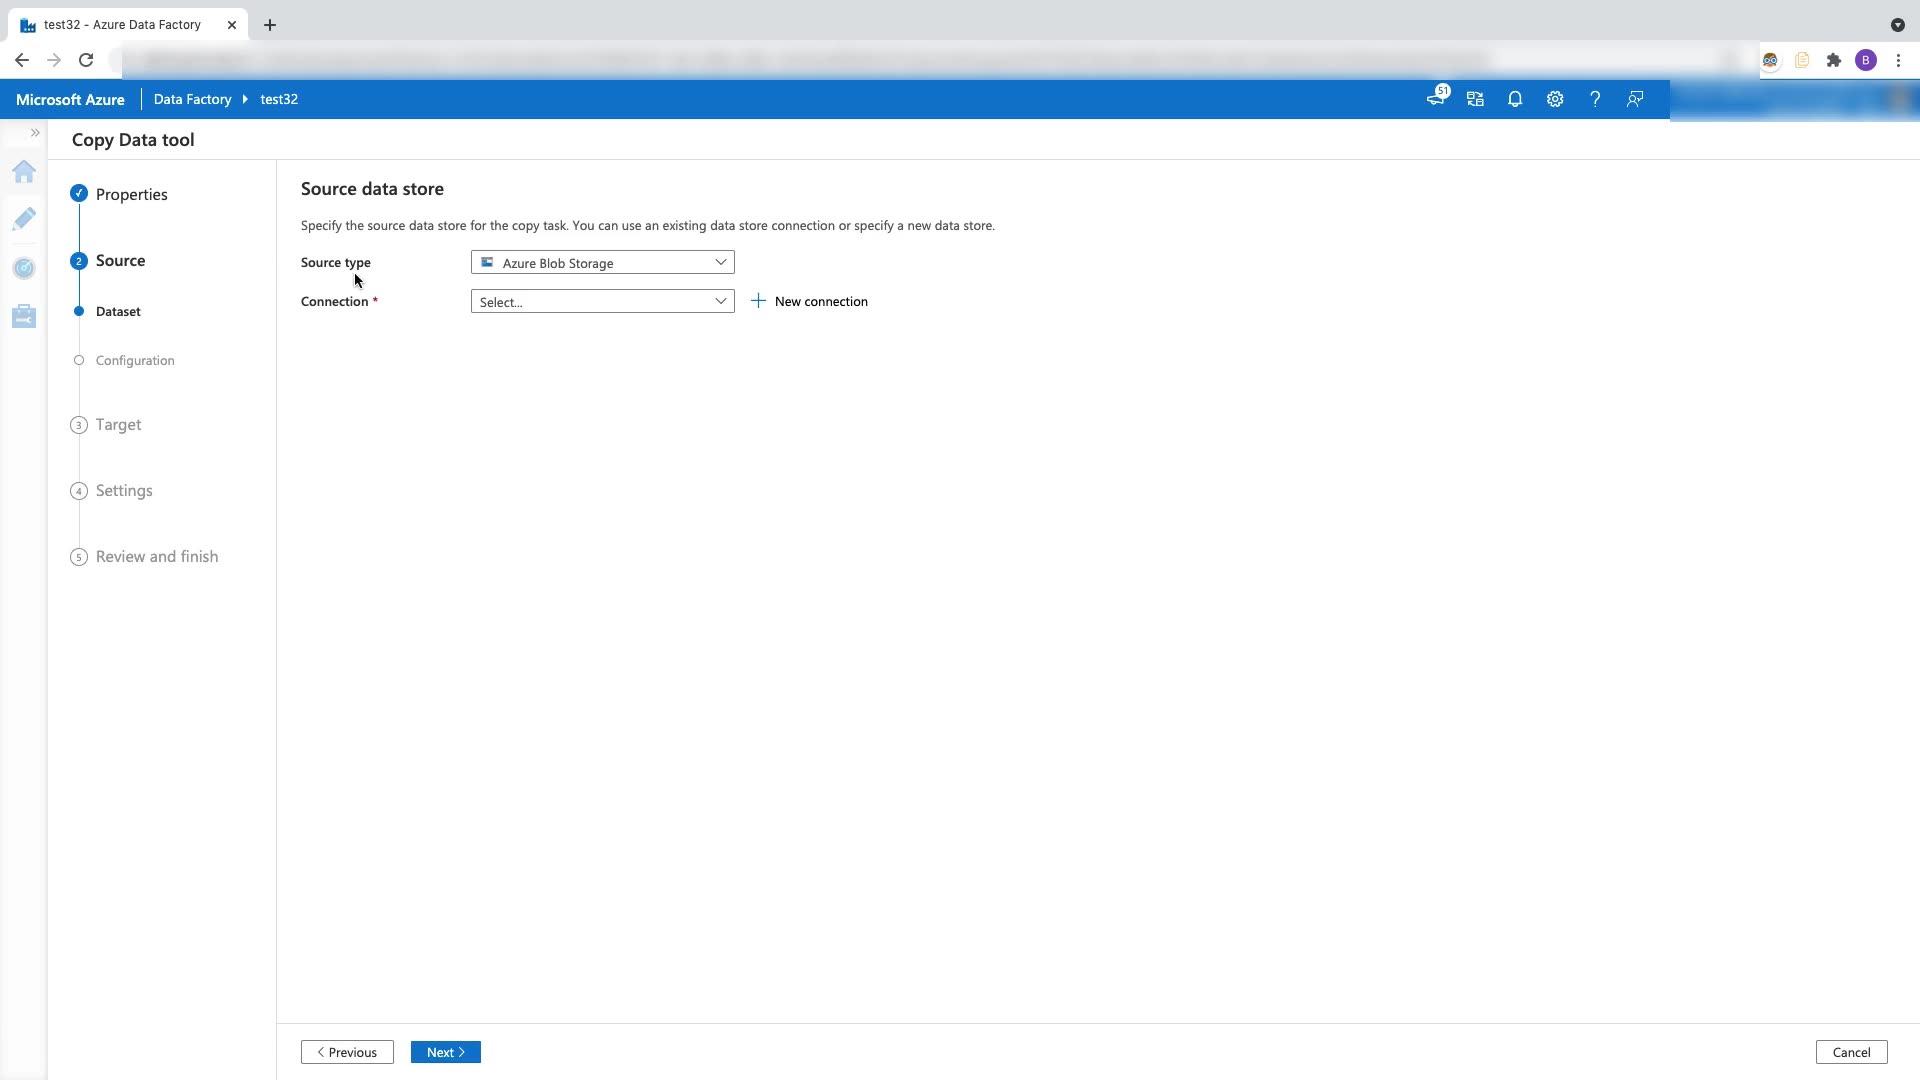 test32 - Azure Data Factory
B
Microsoft Azure Data Factory test32
51
Copy Data tool
Properties
2 Source
Dataset
Configuration
3 Target
4 Settings
5 Review and finish
Source data store
Specify the source data store for the copy task. You can use an existing data store connection or specify a new data store.
Source type Azure Blob Storage
Connection * Select... New connection
Previous Next Cancel